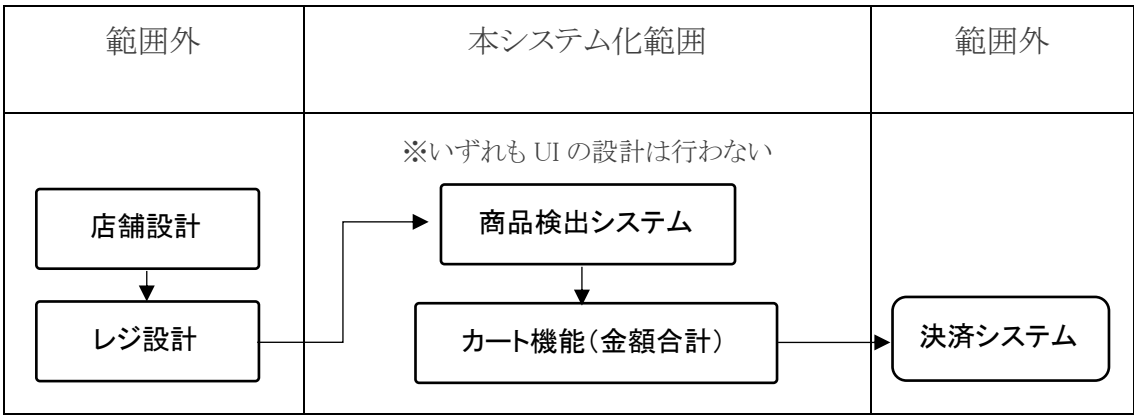 範囲外
本システム化範囲
範囲外
※いずれも UI の設計は行わない
店舗設計
商品検出システム
レジ設計
カート機能（金額合計）
決済システム